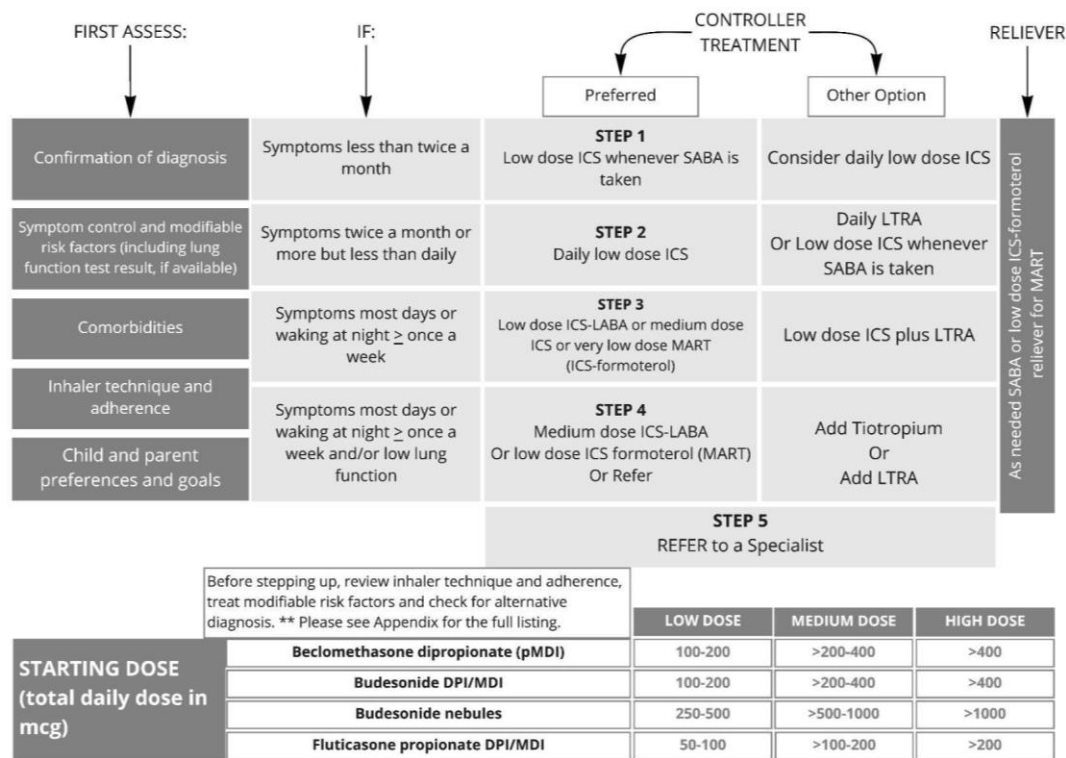 FIRST ASSESS:
IF:
CONTROLLER
TREATMENT
RELIEVER
Preferred
Other Option
Confirmation of diagnosis
Symptoms less than twice a
month
STEP 1
Low dose ICS whenever SABA is
taken
Consider daily low dose ICS
Symptom control and modifiable
risk factors (including lung
function test result, if available)
Symptoms twice a month or
more but less than daily
STEP 2
Daily low dose ICS
Daily LTRA
Or Low dose ICS whenever
SABA is taken
Comorbidities
Symptoms most days or
waking at night ≥ once a
week
STEP 3
Low dose ICS-LABA or medium dose
ICS or very low dose MART
(ICS-formoterol)
Low dose ICS plus LTRA
Inhaler technique and
adherence
Child and parent
preferences and goals
Symptoms most days or
waking at night ≥ once a
week and/or low lung
function
STEP 4
Medium dose ICS-LABA
Or low dose ICS formoterol (MART)
Or Refer
Add Tiotropium
Or
Add LTRA
As needed SABA or low dose ICS-formoterol
reliever for MART
STEP 5
REFER to a Specialist
Before stepping up, review inhaler technique and adherence,
treat modifiable risk factors and check for alternative
diagnosis. ** Please see Appendix for the full listing.
LOW DOSE MEDIUM DOSE HIGH DOSE
STARTING DOSE
(total daily dose in
mcg)
Beclomethasone dipropionate (pMDI) 100-200 >200-400 >400
Budesonide DPI/MDI 100-200 >200-400 >400
Budesonide nebules 250-500 >500-1000 >1000
Fluticasone propionate DPI/MDI 50-100 >100-200 >200